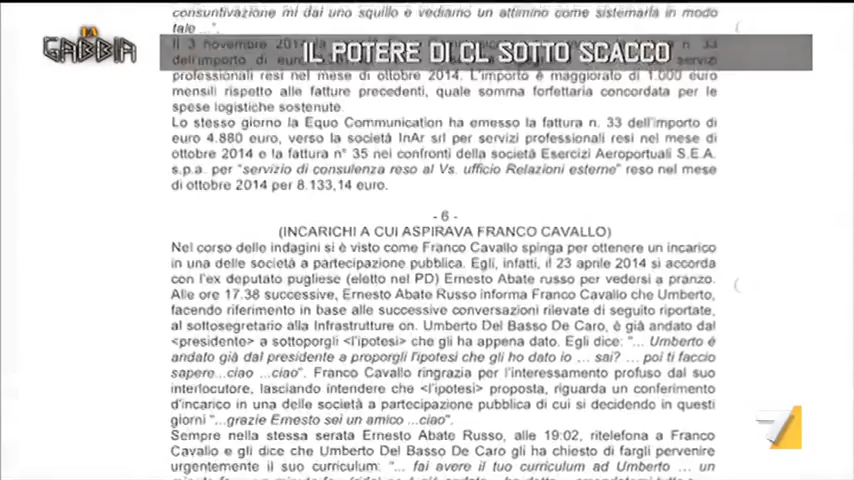 consuntivazione mi dai uno squillo e vediamo un attimino come sistemarla in modo
tale ...".
LA GABBIA
IL POTERE DI CL SOTTO SCACCO
Il 3 novembre 2014
dell'importo di euro
professionali resi nel mese di ottobre 2014. L'importo è maggiorato di 1.000 euro
mensili rispetto alle fatture precedenti, quale somma forfettaria concordata per le
spese logistiche sostenute.
Lo stesso giorno la Equo Communication ha emesso la fattura n. 33 dell'importo di
euro 4.880 euro, verso la società InAr srl per servizi professionali resi nel mese di
ottobre 2014 e la fattura n° 35 nei confronti della società Esercizi Aeroportuali S.E.A.
s.p.a. per "servizio di consulenza reso al Vs. ufficio Relazioni esterne" reso nel mese
di ottobre 2014 per 8.133,14 euro.
- 6 -
(INCARICHI A CUI ASPIRAVA FRANCO CAVALLO)
Nel corso delle indagini si è visto come Franco Cavallo spinga per ottenere un incarico
in una delle società a partecipazione pubblica. Egli, infatti, il 23 aprile 2014 si accorda
con l'ex deputato pugliese (eletto nel PD) Ernesto Abate russo per vedersi a pranzo.
Alle ore 17.38 successive, Ernesto Abate Russo informa Franco Cavallo che Umberto,
facendo riferimento in base alle successive conversazioni rilevate di seguito riportate,
al sottosegretario alla Infrastrutture on. Umberto Del Basso De Caro, è già andato dal
<presidente> a sottoporgli <l'ipotesi> che gli ha appena dato. Egli dice: "... Umberto è
andato già dal presidente a proporgli l'ipotesi che gli ho dato io ... sai? ... poi ti faccio
sapere...ciao ...ciao". Franco Cavallo ringrazia per l'interessamento profuso dal suo
interlocutore, lasciando intendere che <l'ipotesi> proposta, riguarda un conferimento
d'incarico in una delle società a partecipazione pubblica di cui si decidendo in questi
giorni "...grazie Ernesto sei un amico ...ciao".
Sempre nella stessa serata Ernesto Abate Russo, alle 19:02, ritelefona a Franco
Cavallo e gli dice che Umberto Del Basso De Caro gli ha chiesto di fargli pervenire
urgentemente il suo curriculum: "... fai avere il tuo curriculum ad Umberto ... un
7